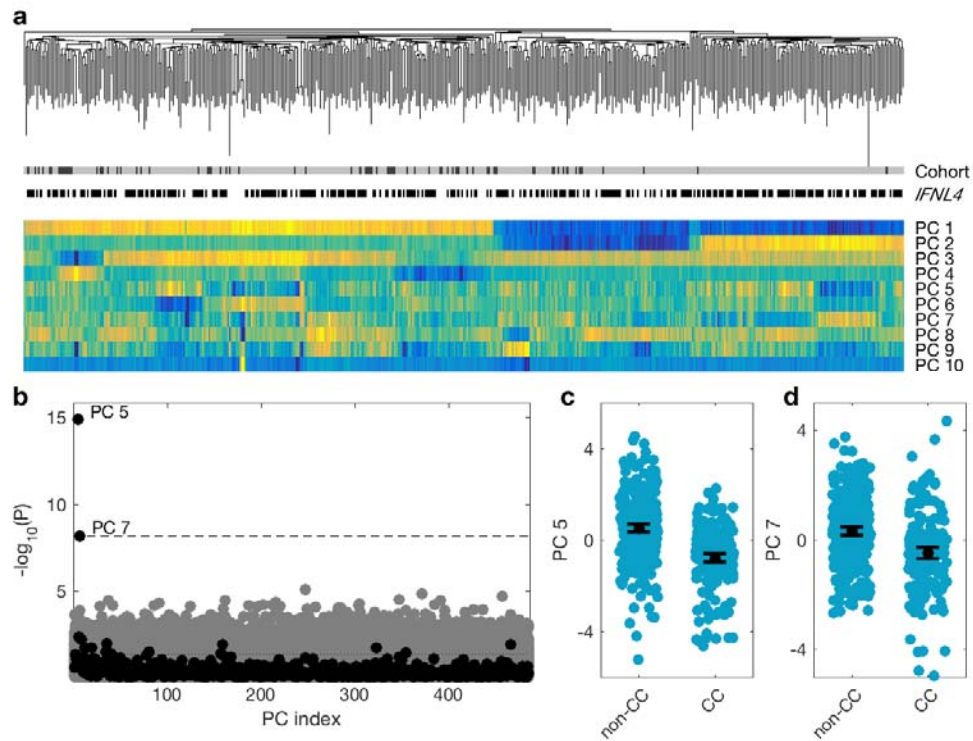 a
Cohort
IFNL4
PC 1
PC 2
PC 3
PC 4
PC 5
PC 6
PC 7
PC 8
PC 9
PC 10
b
15
10
5
-log10(P)
PC 5
PC 7
100
200
300
400
PC index
c
4
0
-4
PC 5
non-CC
CC
d
4
0
-4
PC 7
non-CC
CC